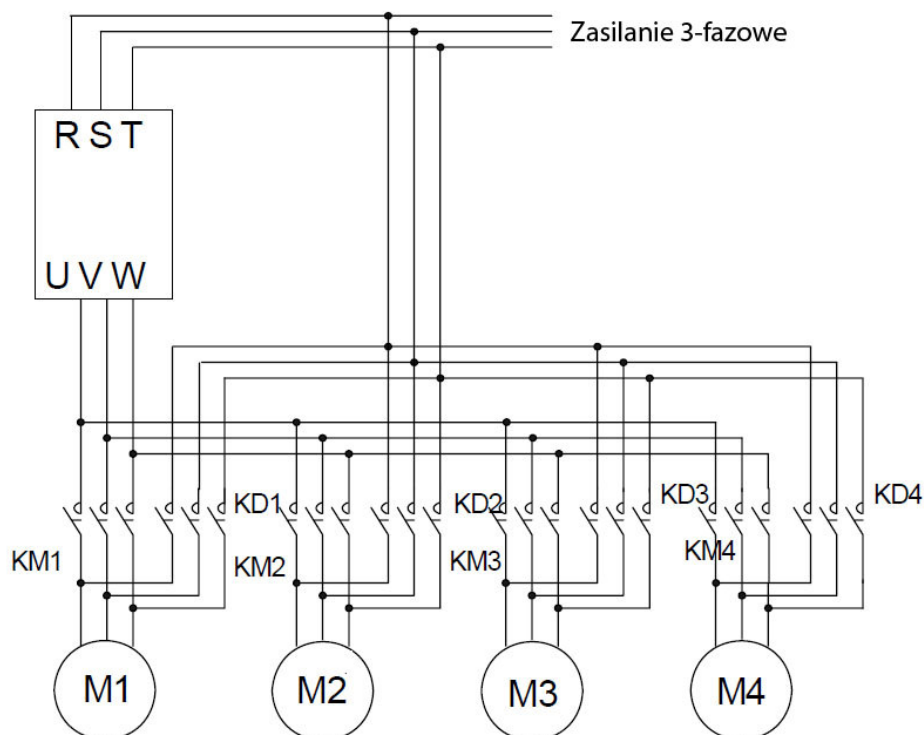 Zasilanie 3-fazowe
R S T
U V W
KD1
KD2
KD3
KD4
KM1
KM2
KM3
KM4
M1
M2
M3
M4